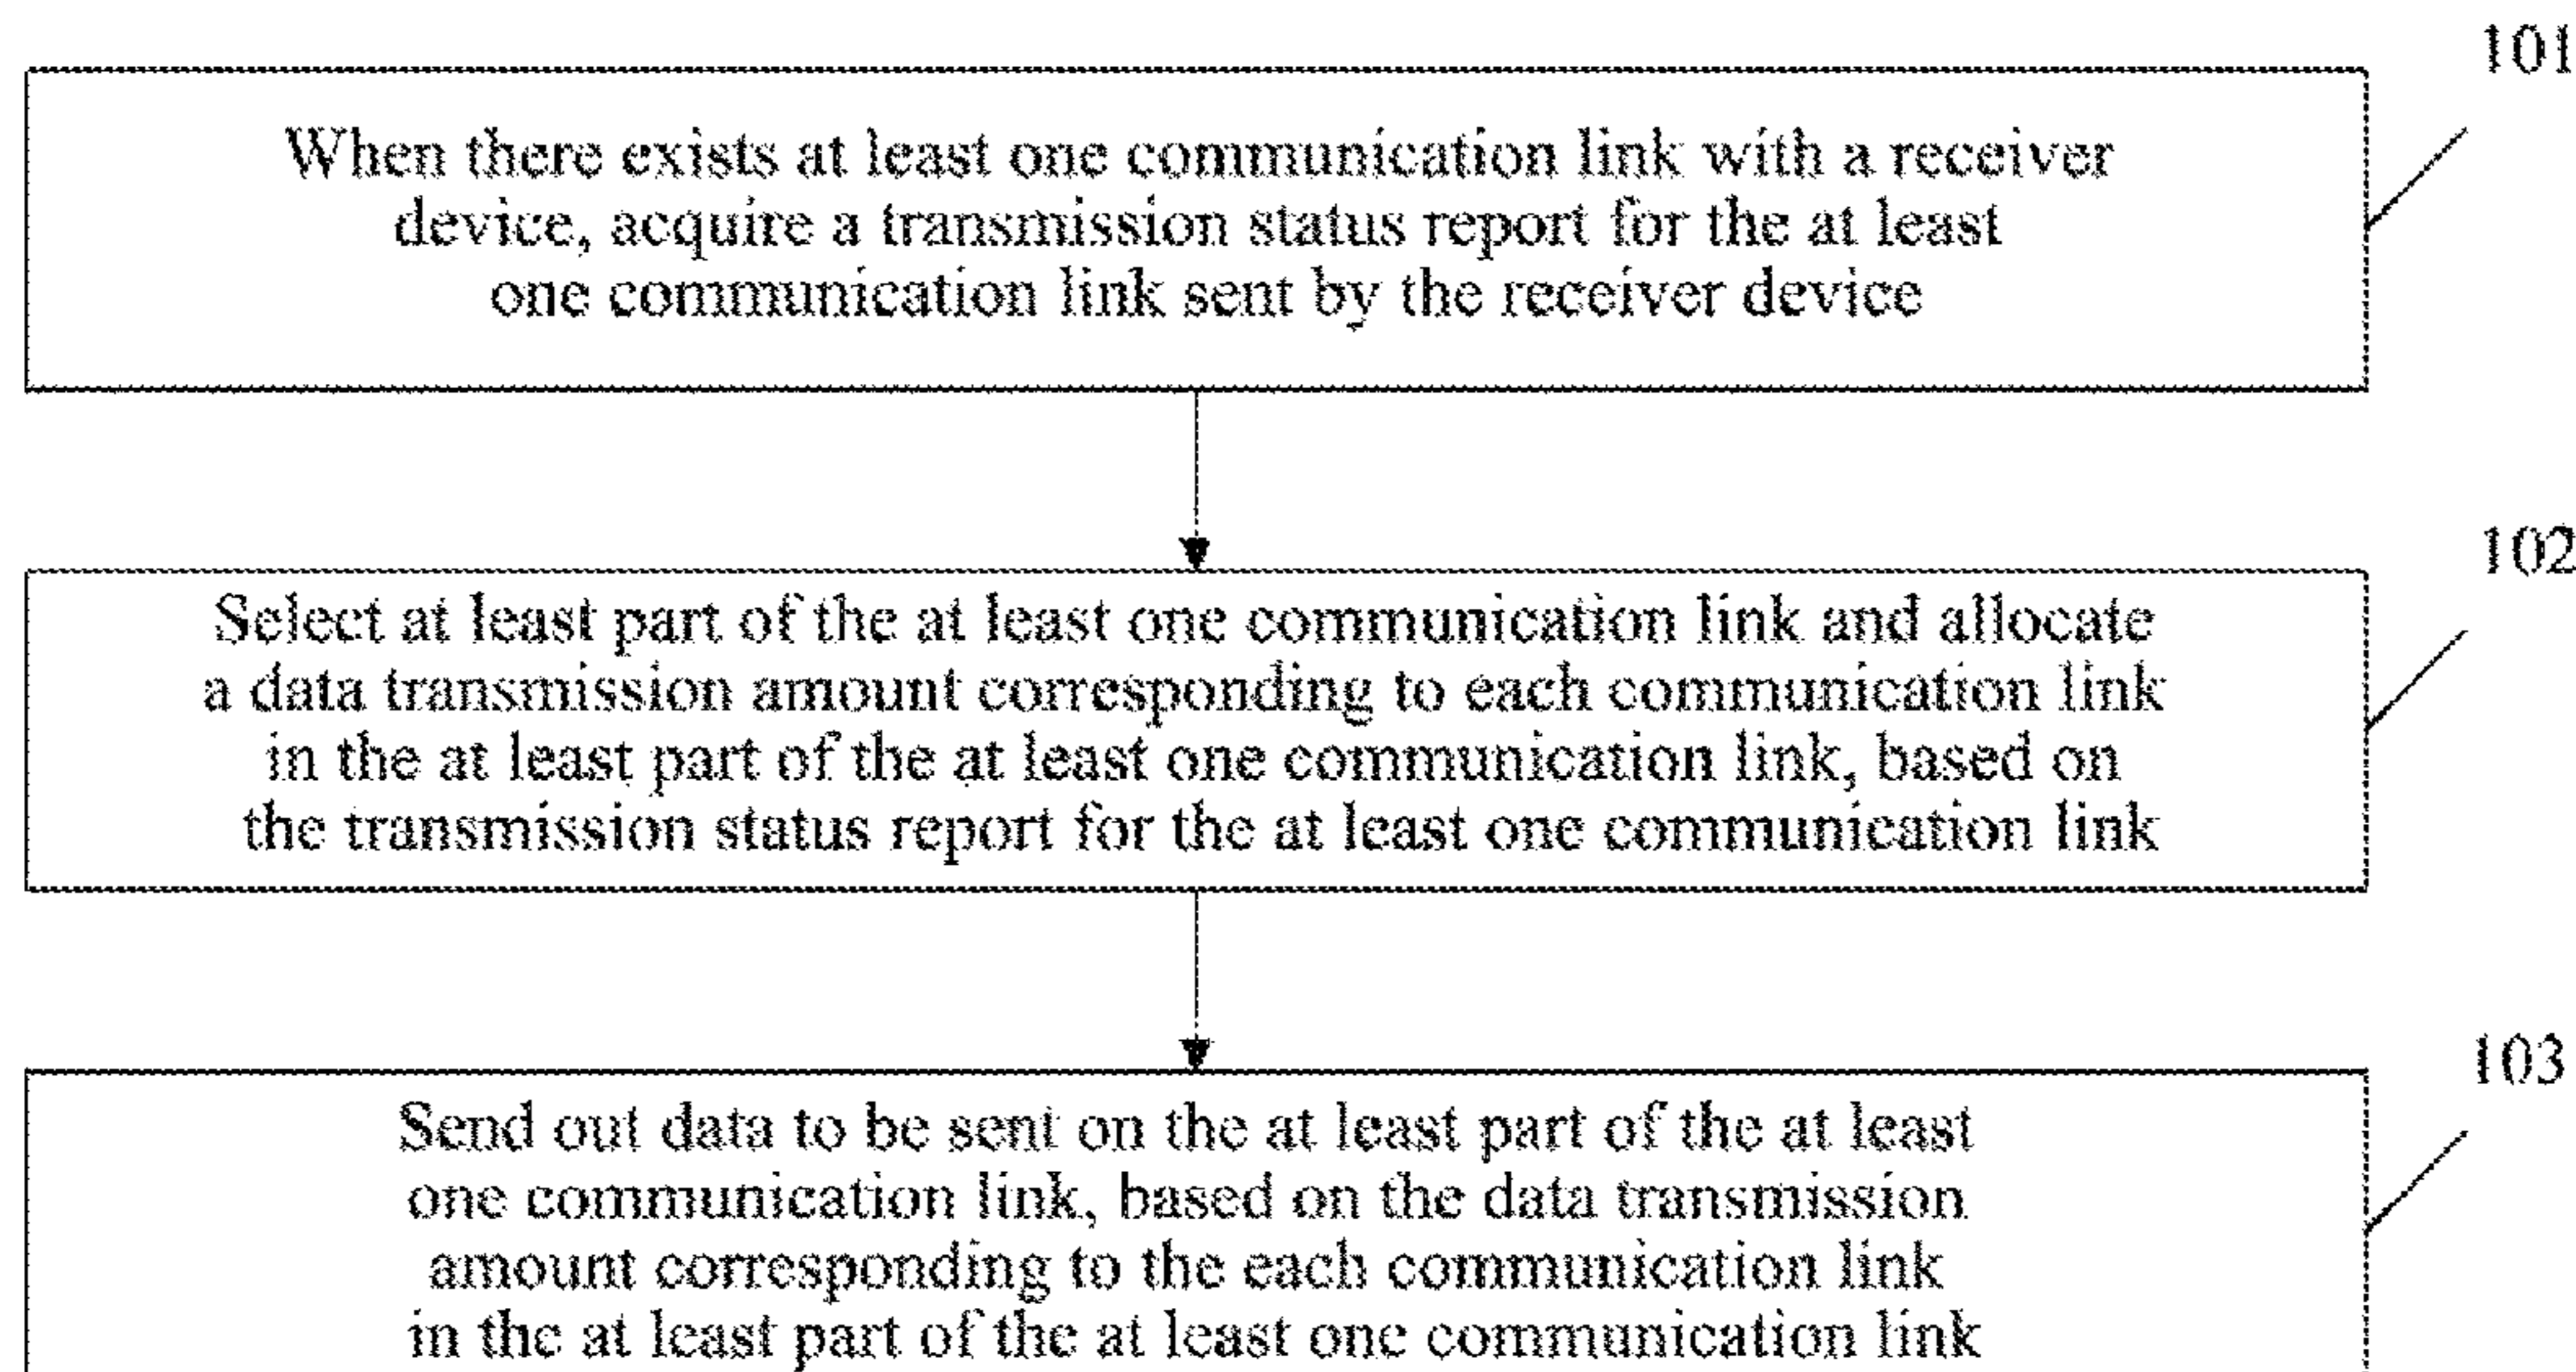 101
When there exists at least one communication link with a receiver
device, acquire a transmission status report for the at least
one communication link sent by the receiver device
102
Select at least part of the at least one communication link and allocate
a data transmission amount corresponding to each communication link
in the at least part of the at least one communication link, based on
the transmission status report for the at least one communication link
103
Send out data to be sent on the at least part of the at least
one communication link, based on the data transmission
amount corresponding to the each communication link
in the at least part of the at least one communication link